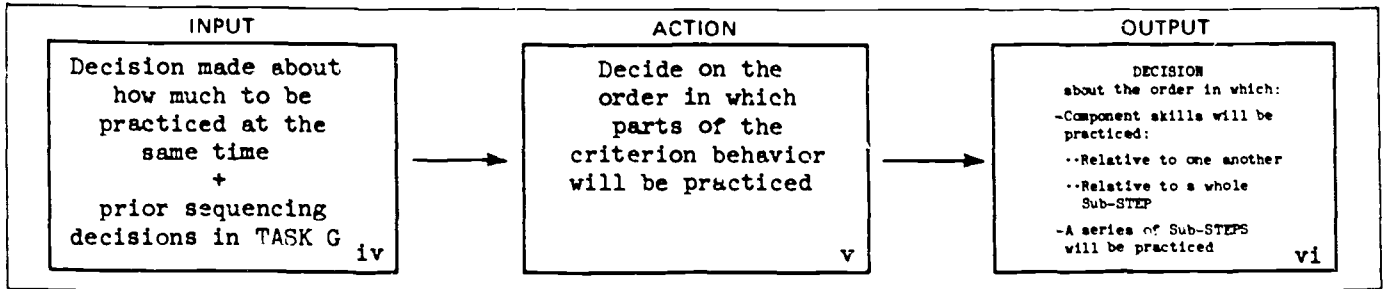 INPUT
Decision made about
how much to be
practiced at the
same time
+
prior sequencing
decisions in TASK G
iv
ACTION
Decide on the
order in which
parts of the
criterion behavior
will be practiced
v
OUTPUT
DECISION
about the order in which:
-Component skills will be
practiced:
··Relative to one another
··Relative to a whole
Sub-STEP
-A series of Sub-STEPS
will be practiced
vi